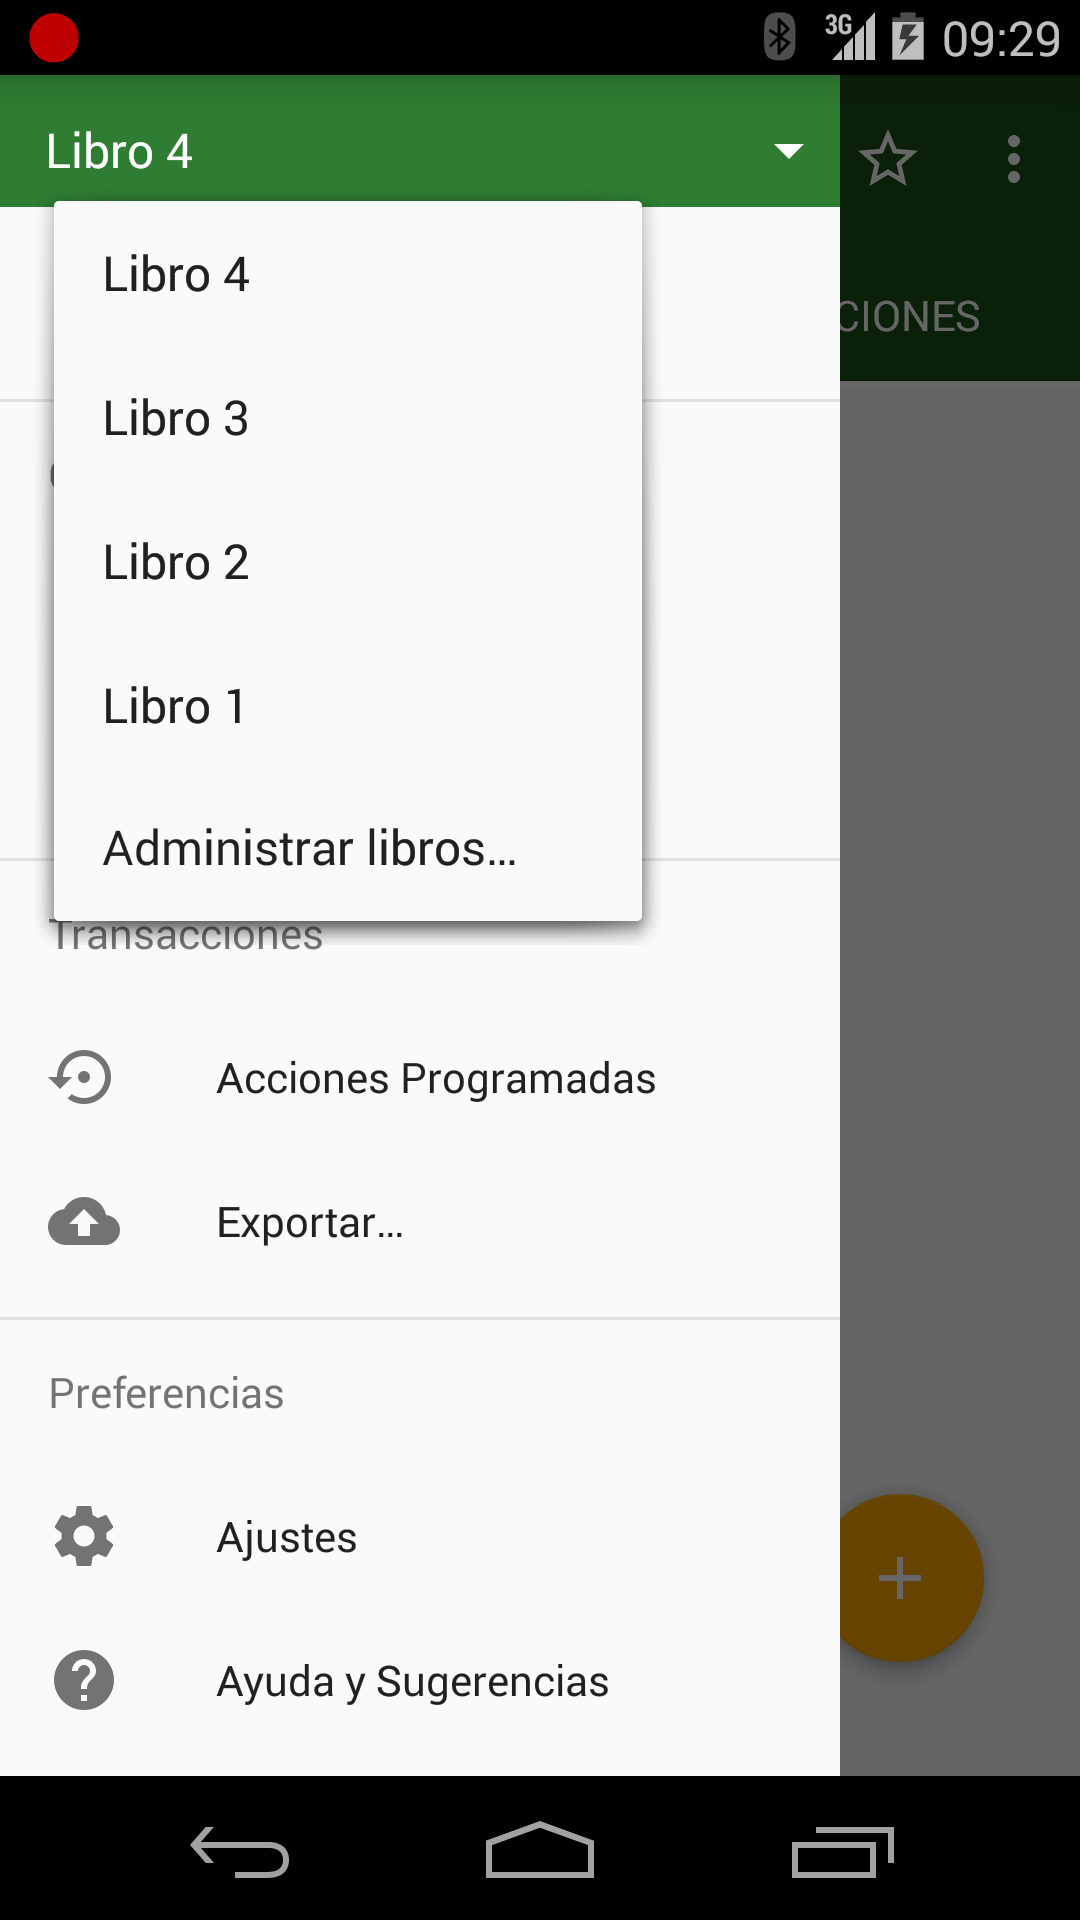 3G 09:29
Libro 4
Libro 4
CIONES
Libro 3
Libro 2
Libro 1
Administrar libros...
Transacciones
Acciones Programadas
Exportar...
Preferencias
Ajustes
Ayuda y Sugerencias